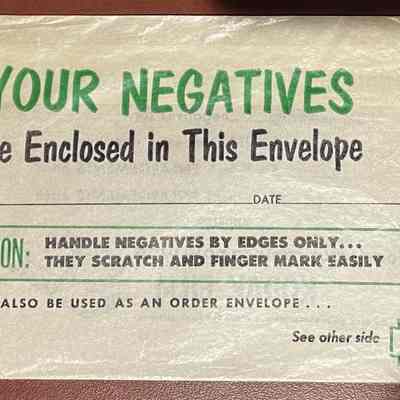 YOUR NEGATIVES
e Enclosed in This Envelope
DATE
ON: HANDLE NEGATIVES BY EDGES ONLY...
THEY SCRATCH AND FINGER MARK EASILY
ALSO BE USED AS AN ORDER ENVELOPE . . .
See other side